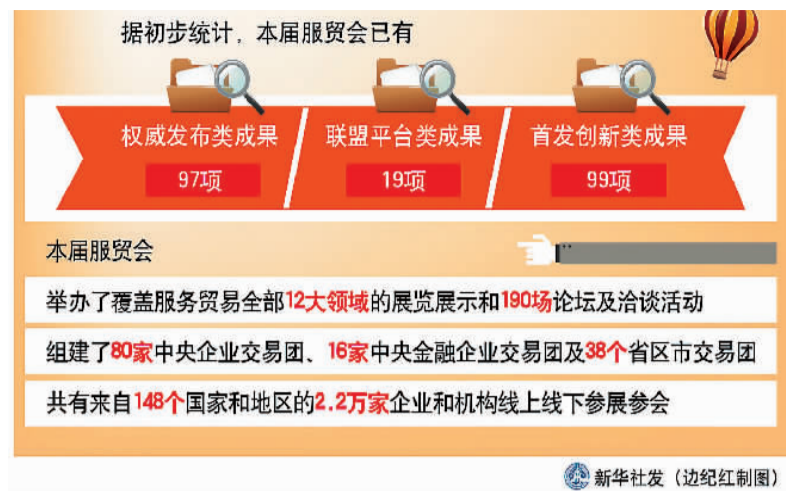 据初步统计，本届服贸会已有
权威发布类成果 联盟平台类成果 首发创新类成果
97项 19项 99项
本届服贸会
举办了覆盖服务贸易全部12大领域的展览展示和190场论坛及洽谈活动
组建了80家中央企业交易团、16家中央金融企业交易团及38个省区市交易团
共有来自148个国家和地区的2.2万家企业和机构线上线下参展参会
新华社发（边纪红制图）